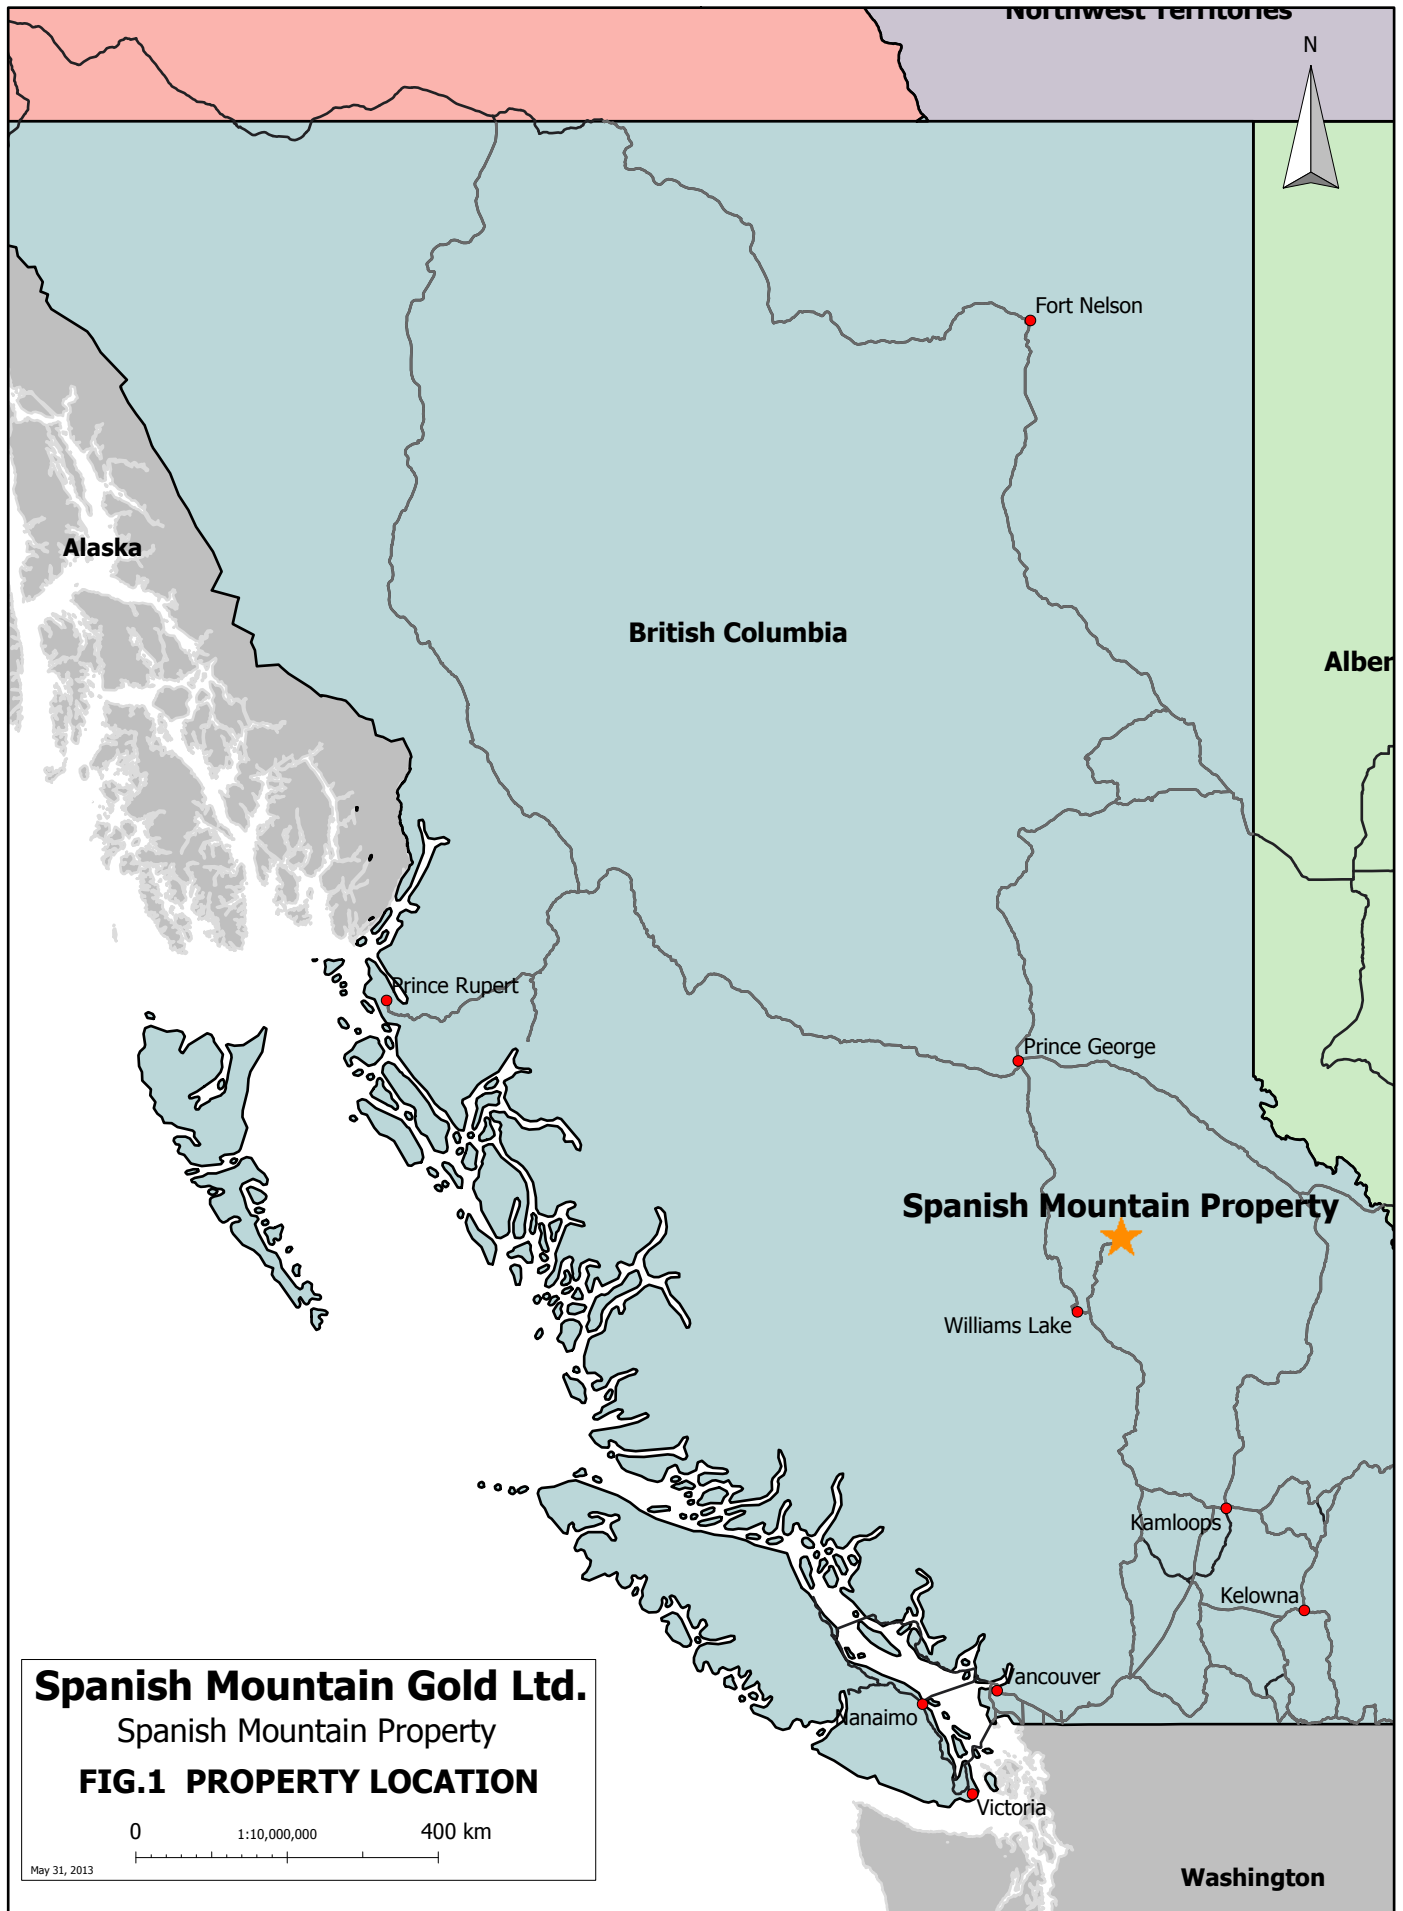 Northwest Territories
N
Fort Nelson
Alaska
British Columbia
Alber
Prince Rupert
Prince George
Spanish Mountain Property
Williams Lake
Kamloops
Kelowna
Vancouver
Nanaimo
Victoria
Washington
Spanish Mountain Gold Ltd.
Spanish Mountain Property
FIG.1 PROPERTY LOCATION
0 1:10,000,000 400 km
May 31, 2013